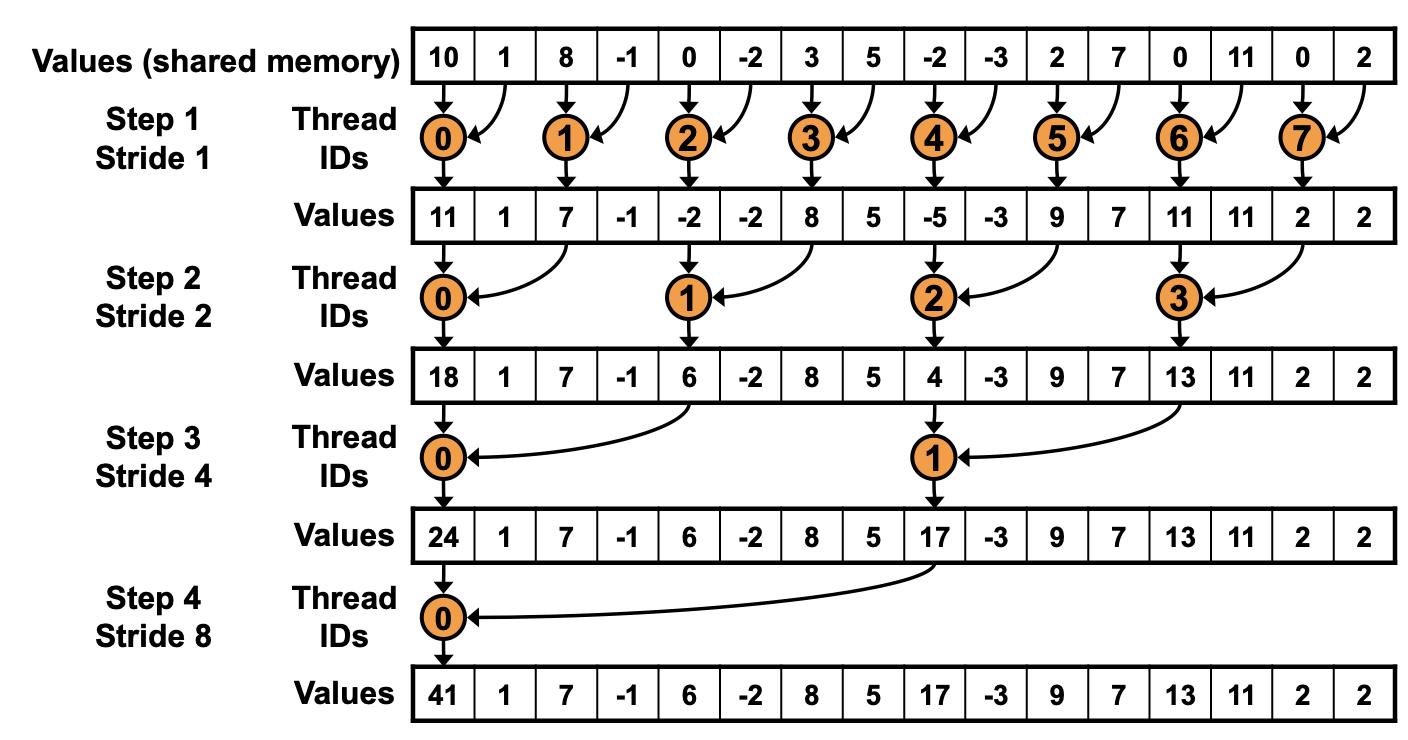 Values (shared memory) 10 1 8 -1 0 -2 3 5 -2 -3 2 7 0 11 0 2
Step 1 Thread
0 1 2 3 4 5 6 7
Stride 1 IDs
Values 11 1 7 -1 -2 -2 8 5 -5 -3 9 7 11 11 2 2
Step 2 Thread
0 1 2 3
Stride 2 IDs
Values 18 1 7 -1 6 -2 8 5 4 -3 9 7 13 11 2 2
Step 3 Thread
0 1
Stride 4 IDs
Values 24 1 7 -1 6 -2 8 5 17 -3 9 7 13 11 2 2
Step 4 Thread
0
Stride 8 IDs
Values 41 1 7 -1 6 -2 8 5 17 -3 9 7 13 11 2 2